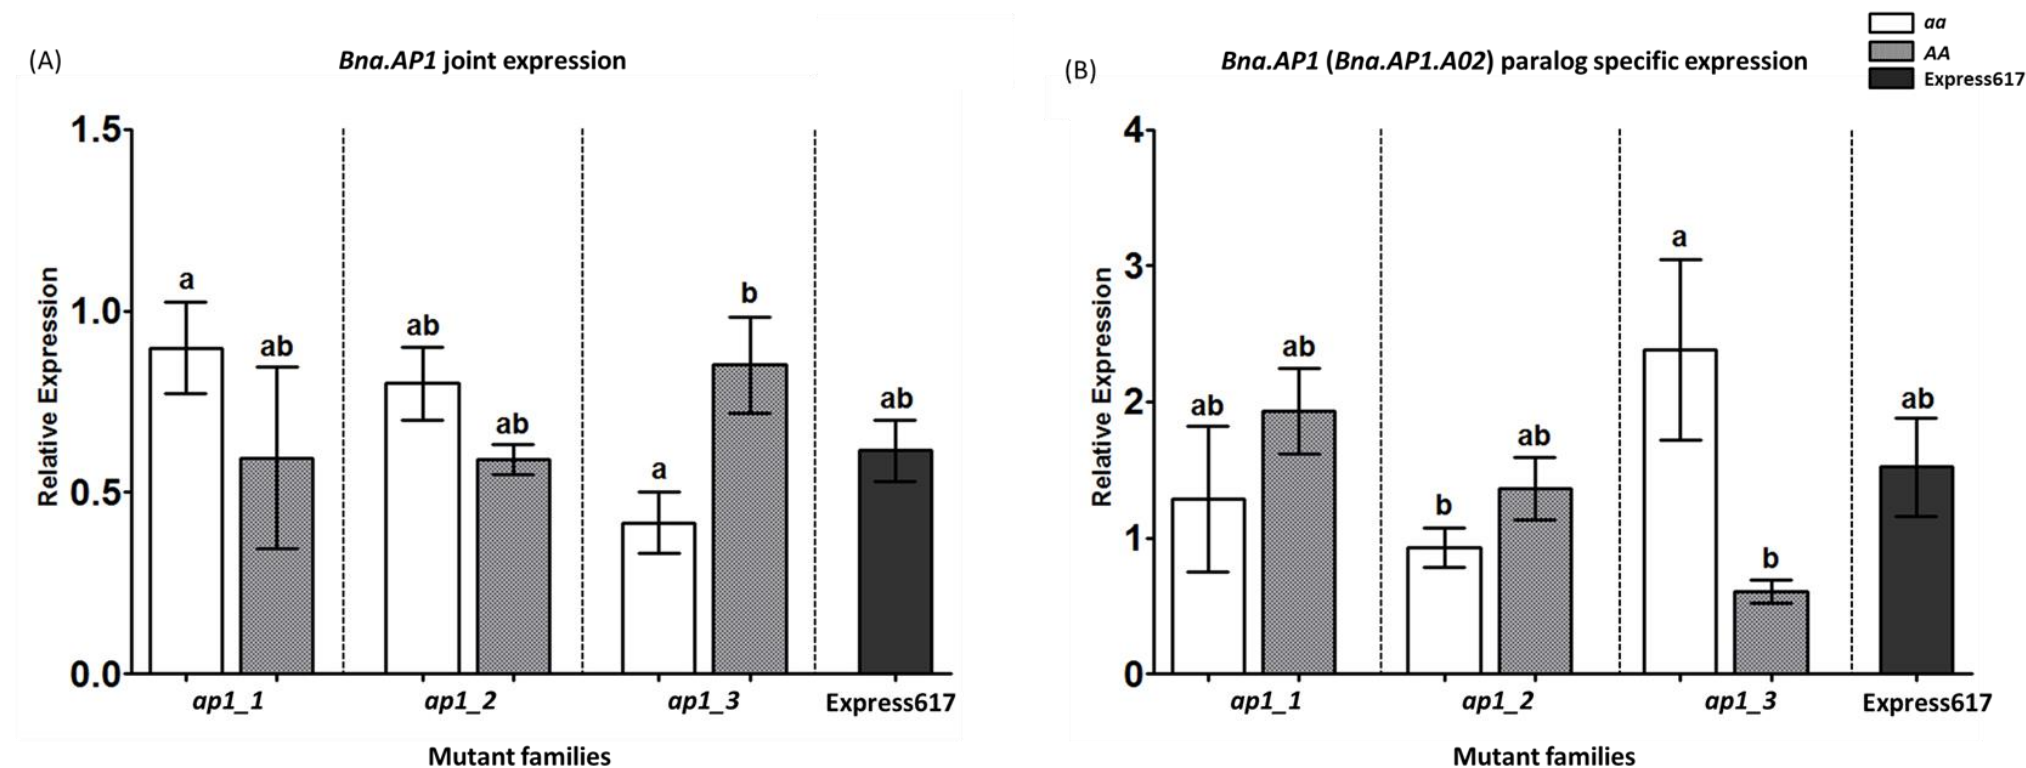 aa
AA
Express617
(A)
Bna.AP1 joint expression
1.5
1.0
0.5
0.0
Relative Expression
a
ab
ab
ab
a
b
ab
ap1_1
ap1_2
ap1_3
Express617
Mutant families
(B)
Bna.AP1 (Bna.AP1.A02) paralog specific expression
4
3
2
1
0
Relative Expression
ab
ab
b
ab
a
b
ab
ap1_1
ap1_2
ap1_3
Express617
Mutant families